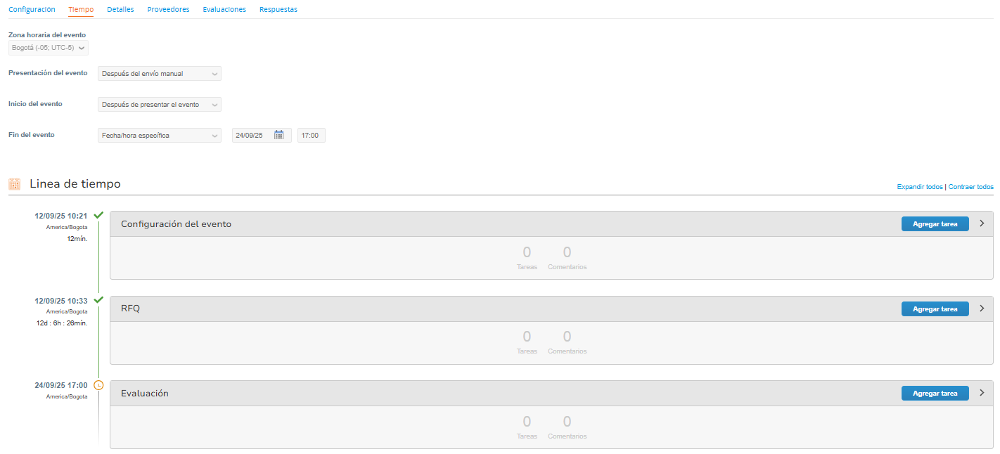 Configuración Tiempo Detalles Proveedores Evaluaciones Respuestas
Zona horaria del evento
Bogotá (-05; UTC-5)
Presentación del evento Después del envío manual
Inicio del evento Después de presentar el evento
Fin del evento Fecha/hora específica 24/09/25 17:00
Linea de tiempo
Expandir todos | Contraer todos
12/09/25 10:21
America/Bogota
12mín.
Configuración del evento Agregar tarea
0 0
Tareas Comentarios
12/09/25 10:33
America/Bogota
12d : 6h : 26mín.
RFQ Agregar tarea
0 0
Tareas Comentarios
24/09/25 17:00
America/Bogota
Evaluación Agregar tarea
0 0
Tareas Comentarios